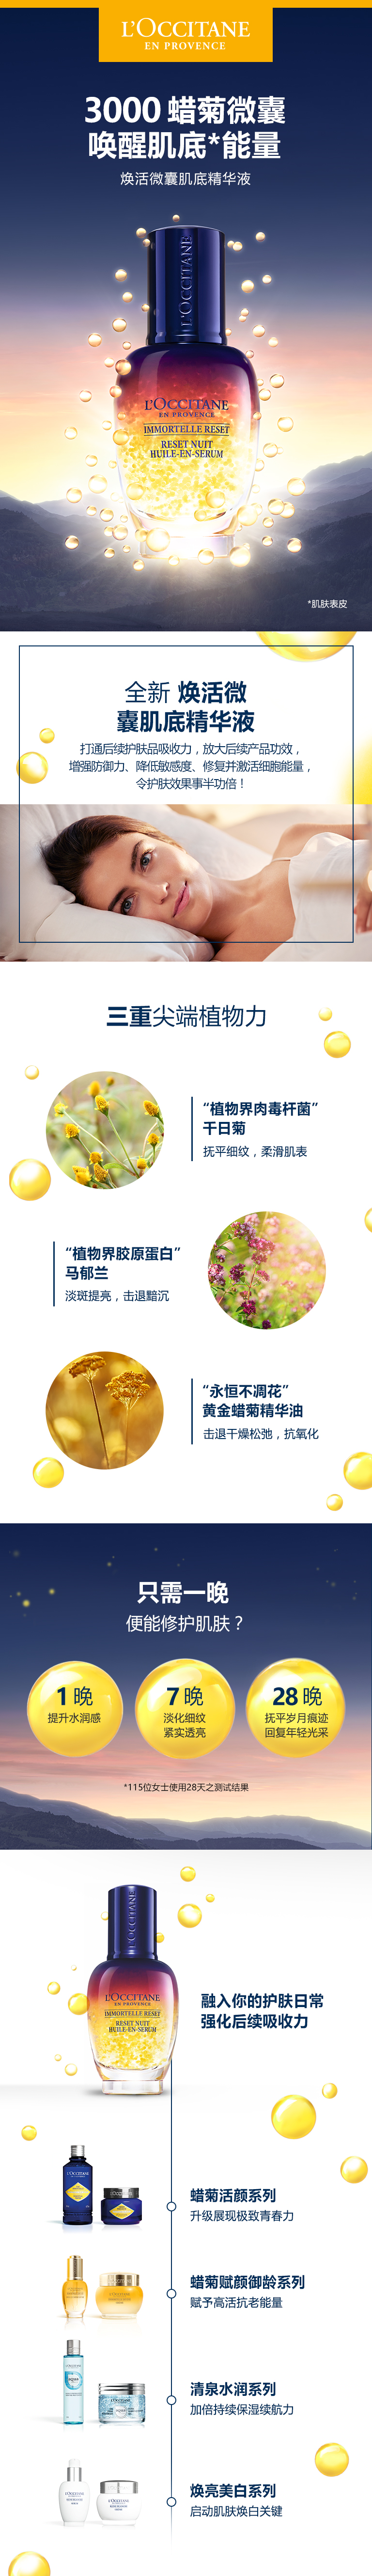 L'OCCITANE
EN PROVENCE
3000 蜡菊微囊
唤醒肌底*能量
焕活微囊肌底精华液
L'OCCITANE
L'OCCITANE
EN PROVENCE
IMMORTELLE RESET
RESET NUIT
HUILE-EN-SERUM
*肌肤表皮
全新 焕活微
囊肌底精华液
打通后续护肤品吸收力，放大后续产品功效，
增强防御力、降低敏感度、修复并激活细胞能量，
令护肤效果事半功倍！
三重尖端植物力
“植物界肉毒杆菌”
千日菊
抚平细纹，柔滑肌表
“植物界胶原蛋白”
马郁兰
淡斑提亮，击退黯沉
“永恒不凋花”
黄金蜡菊精华油
击退干燥松弛，抗氧化
只需一晚
便能修护肌肤？
1 晚
提升水润感
7 晚
淡化细纹
紧实透亮
28 晚
抚平岁月痕迹
回复年轻光采
*115位女士使用28天之测试结果
L'OCCITANE
L'OCCITANE
EN PROVENCE
IMMORTELLE RESET
RESET NUIT
HUILE-EN-SERUM
融入你的护肤日常
强化后续吸收力
蜡菊活颜系列
升级展现极致青春力
蜡菊赋颜御龄系列
赋予高活抗老能量
清泉水润系列
加倍持续保湿续航力
焕亮美白系列
启动肌肤焕白关键